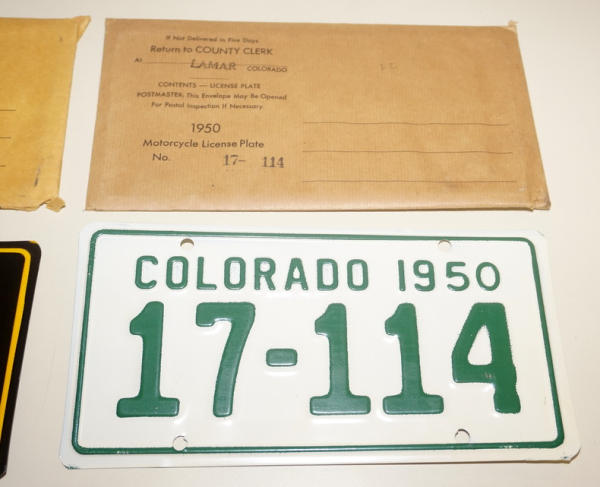 If Not Delivered in Five Days
Return to COUNTY CLERK
At LAMAR COLORADO
CONTENTS — LICENSE PLATE
POSTMASTER: This Envelope May Be Opened
For Postal Inspection if Necessary.
1950
Motorcycle License Plate
No. 17- 114
COLORADO 1950
17-114